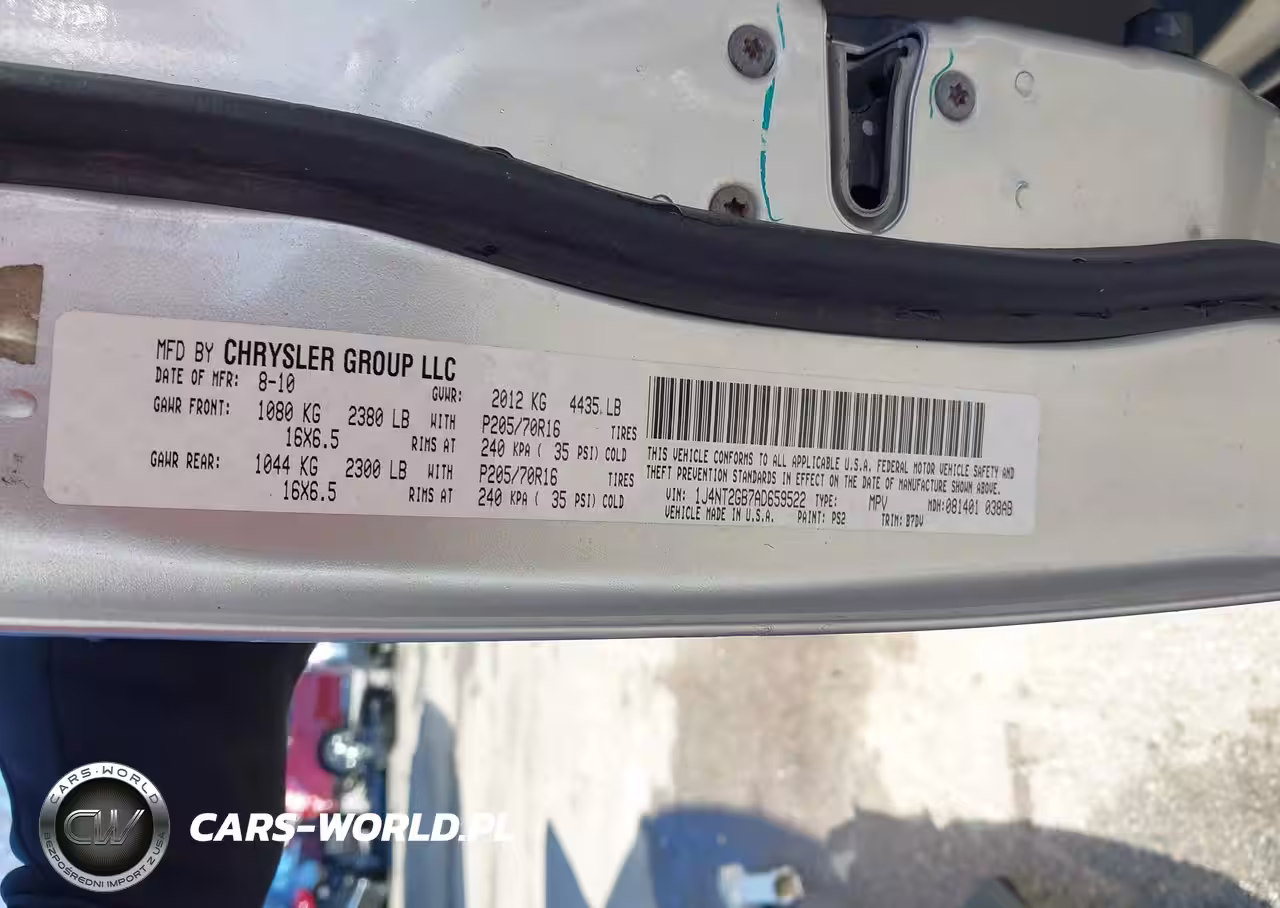 MFD BY CHRYSLER GROUP LLC
DATE OF MFR: 8-10 GVWR: 2012 KG 4435 LB
GAWR FRONT: 1080 KG 2380 LB WITH P205/70R16 TIRES
16X6.5 RIMS AT 240 KPA ( 35 PSI) COLD
GAWR REAR: 1044 KG 2300 LB WITH P205/70R16 TIRES
16X6.5 RIMS AT 240 KPA ( 35 PSI) COLD
THIS VEHICLE CONFORMS TO ALL APPLICABLE U.S.A. FEDERAL MOTOR VEHICLE SAFETY AND
THEFT PREVENTION STANDARDS IN EFFECT ON THE DATE OF MANUFACTURE SHOWN ABOVE.
VIN: 1J4NT2GB7AD659522 TYPE: MPV MDH:081401 038AB
VEHICLE MADE IN U.S.A. PAINT: PS2 TRIM: B7DV
CARS-WORLD
CW
BEZPOŚREDNI IMPORT Z USA
CARS-WORLD.PL